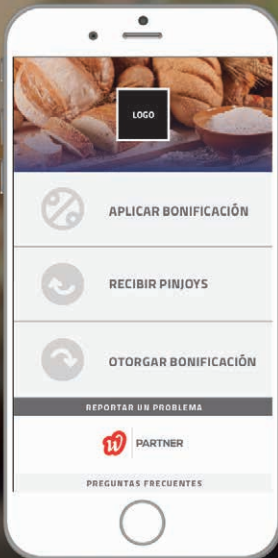 LOGO
APLICAR BONIFICACIÓN
RECIBIR PINJOYS
OTORGAR BONIFICACIÓN
REPORTAR UN PROBLEMA
w PARTNER
PREGUNTAS FRECUENTES